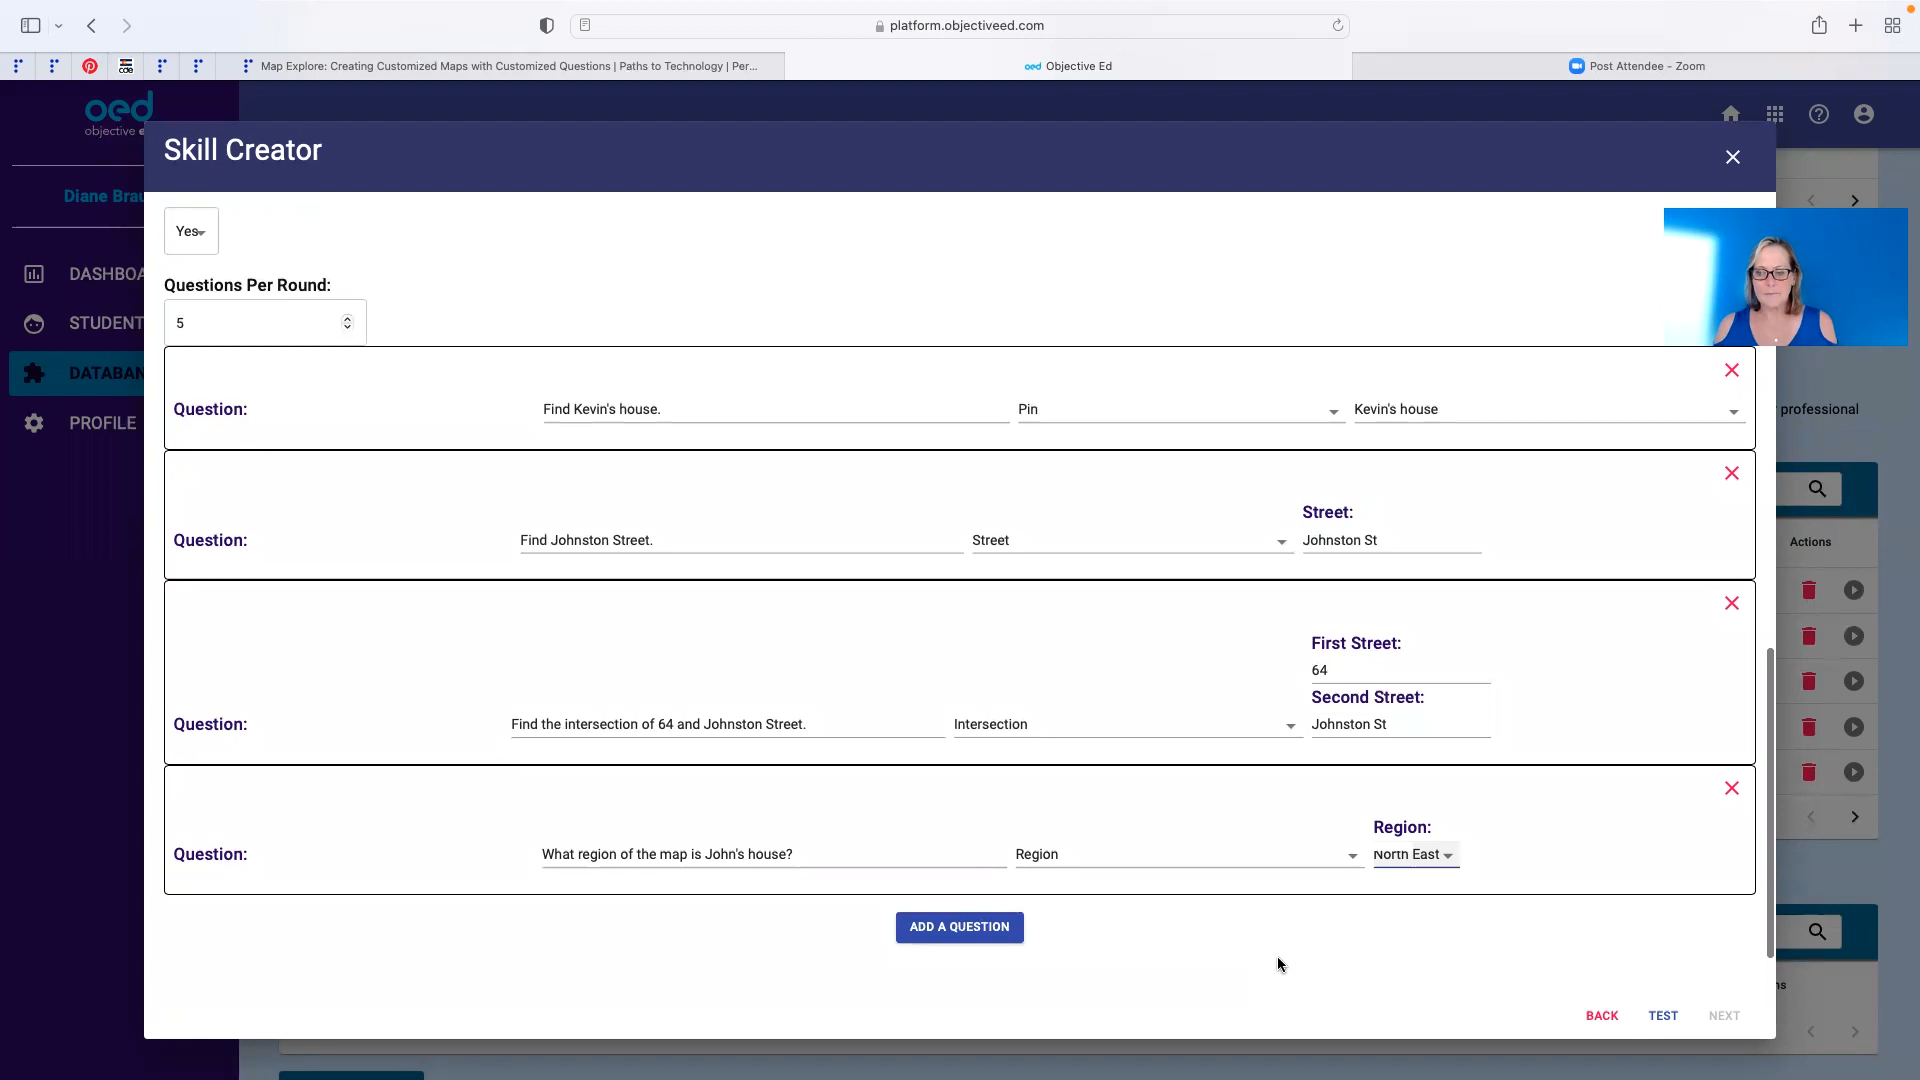 platform.objectiveed.com
Map Explore: Creating Customized Maps with Customized Questions | Paths to Technology | Per...
oed Objective Ed
Post Attendee - Zoom
oed
objective e
Skill Creator
Diane Brau
DASHBOA
STUDENT
DATABAN
PROFILE
Yes
Questions Per Round:
5
Question:
Find Kevin's house.
Pin
Kevin's house
professional
Street:
Question:
Find Johnston Street.
Street
Johnston St
Actions
First Street:
64
Second Street:
Question:
Find the intersection of 64 and Johnston Street.
Intersection
Johnston St
Region:
Question:
What region of the map is John's house?
Region
North East
ADD A QUESTION
ns
BACK
TEST
NEXT